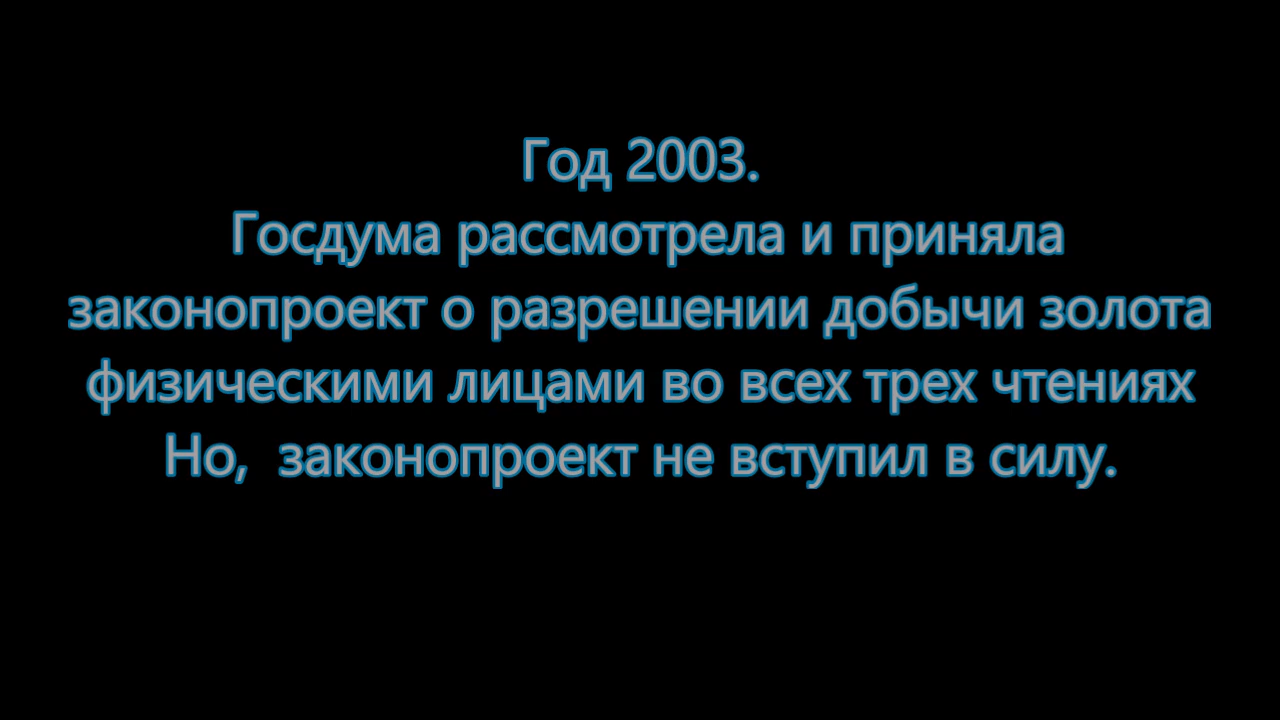 Год 2003.
Госдума рассмотрела и приняла
законопроект о разрешении добычи золота
физическими лицами во всех трех чтениях
Но,  законопроект не вступил в силу.